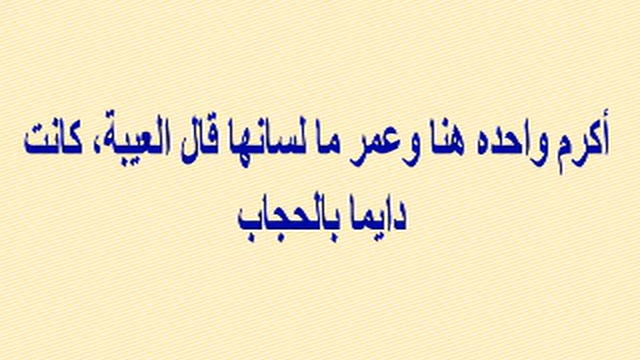 أكرم واحده هنا وعمر ما لسانها قال العيبة، كانت
دايما بالحجاب